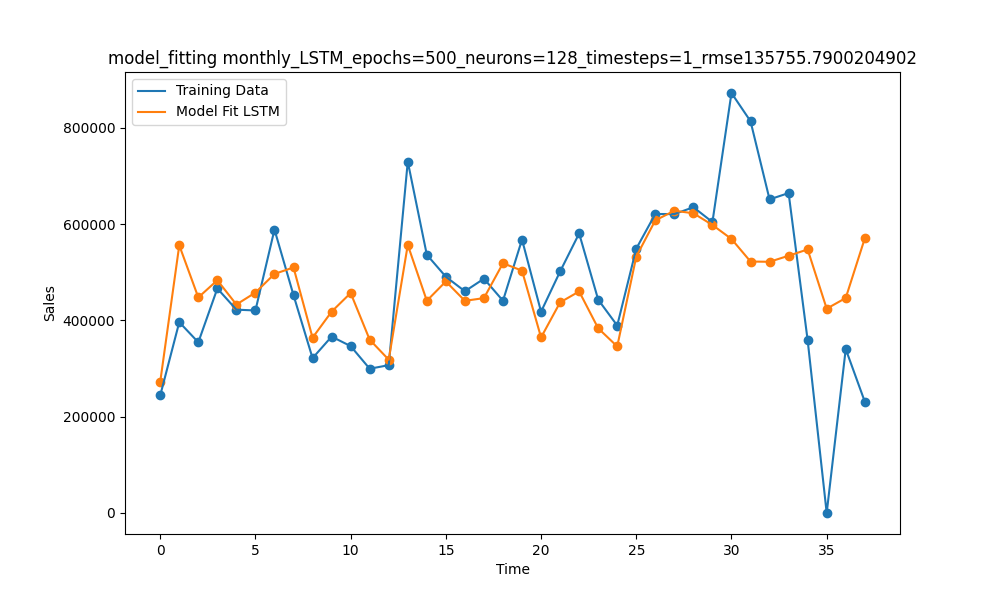 model_fitting monthly_LSTM_epochs=500_neurons=128_timesteps=1_rmse135755.7900204902
Training Data
Model Fit LSTM
800000
600000
400000
200000
0
Sales
0 5 10 15 20 25 30 35
Time